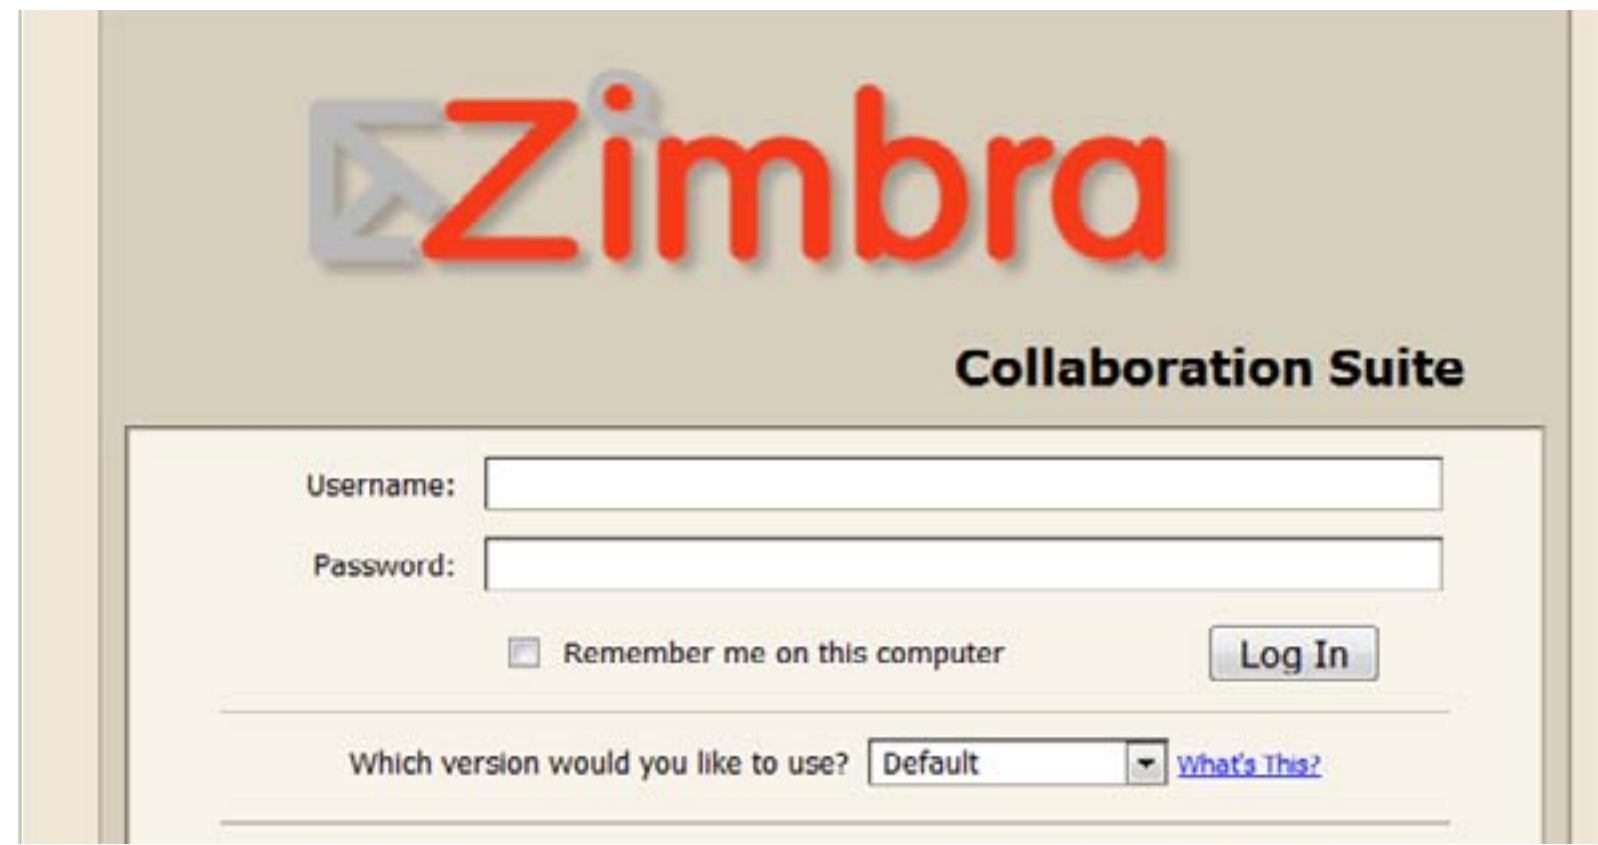 Zimbra
Collaboration Suite
Username:
Password:
Remember me on this computer
Log In
Which version would you like to use? Default What's This?